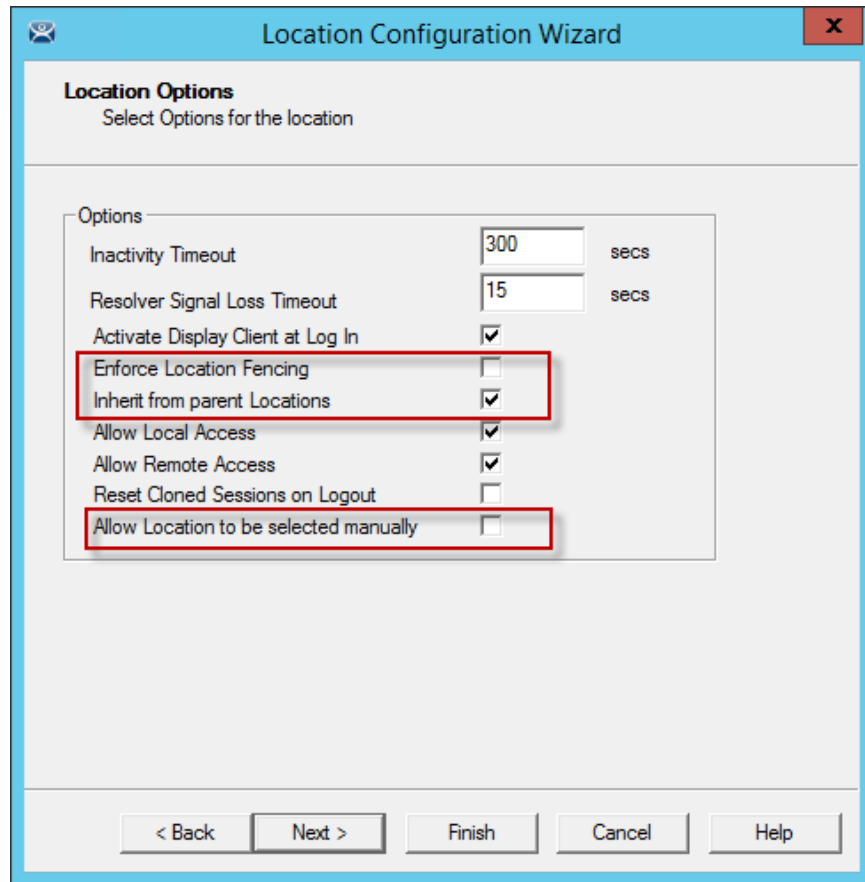 Location Configuration Wizard
x
Location Options
Select Options for the location
Options
Inactivity Timeout 300 secs
Resolver Signal Loss Timeout 15 secs
Activate Display Client at Log In
Enforce Location Fencing
Inherit from parent Locations
Allow Local Access
Allow Remote Access
Reset Cloned Sessions on Logout
Allow Location to be selected manually
< Back Next > Finish Cancel Help